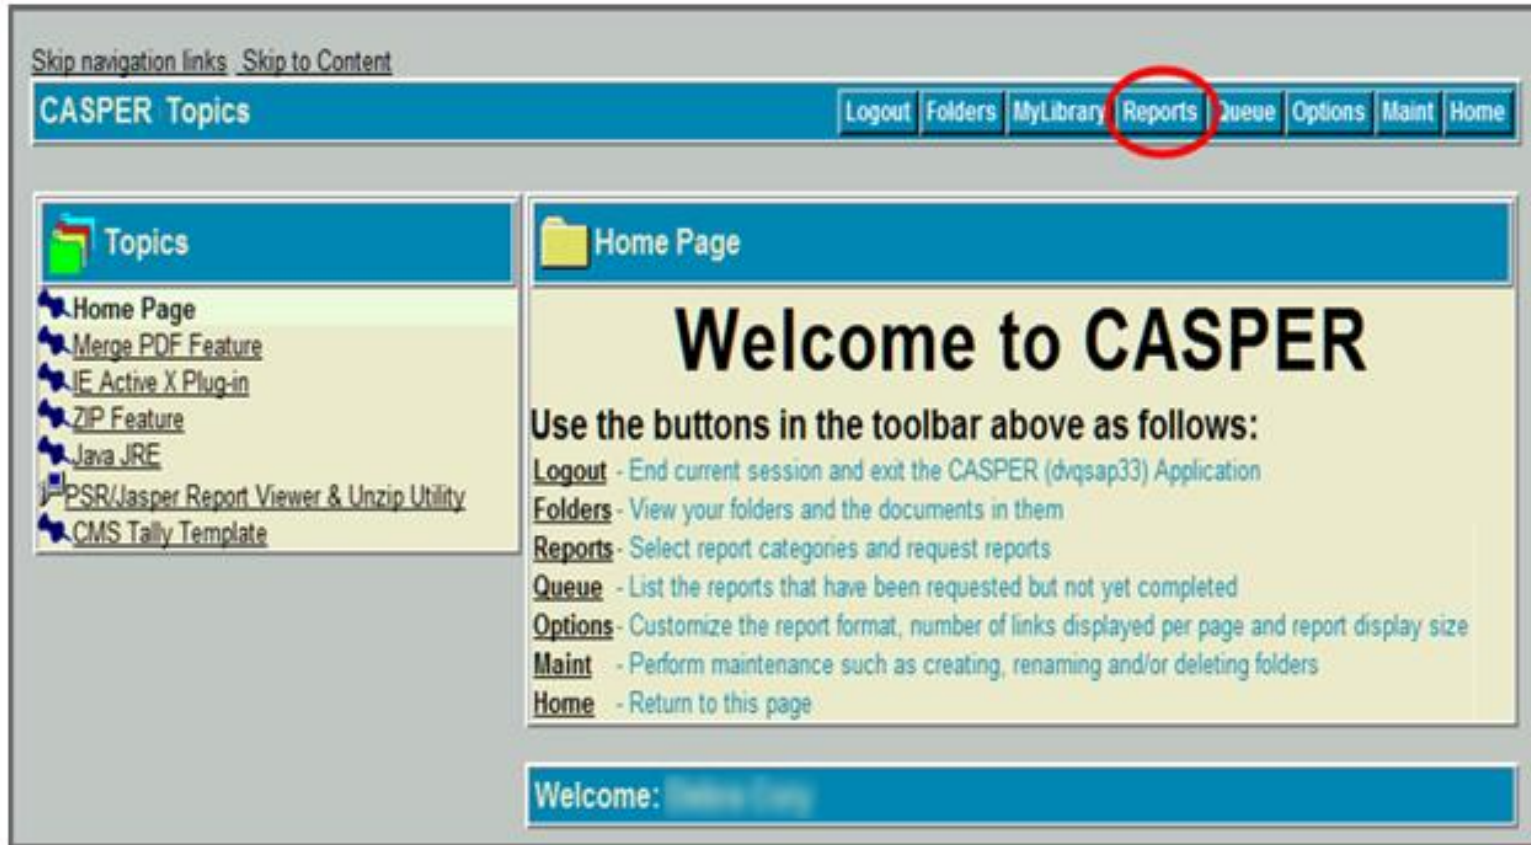 Skip navigation links Skip to Content
CASPER Topics
Logout Folders MyLibrary Reports Queue Options Maint Home
Topics
Home Page
Merge PDF Feature
IE Active X Plug-in
ZIP Feature
Java JRE
PSR/Jasper Report Viewer & Unzip Utility
CMS Tally Template
Home Page
Welcome to CASPER
Use the buttons in the toolbar above as follows:
Logout - End current session and exit the CASPER (dvqsap33) Application
Folders - View your folders and the documents in them
Reports - Select report categories and request reports
Queue - List the reports that have been requested but not yet completed
Options - Customize the report format, number of links displayed per page and report display size
Maint - Perform maintenance such as creating, renaming and/or deleting folders
Home - Return to this page
Welcome: